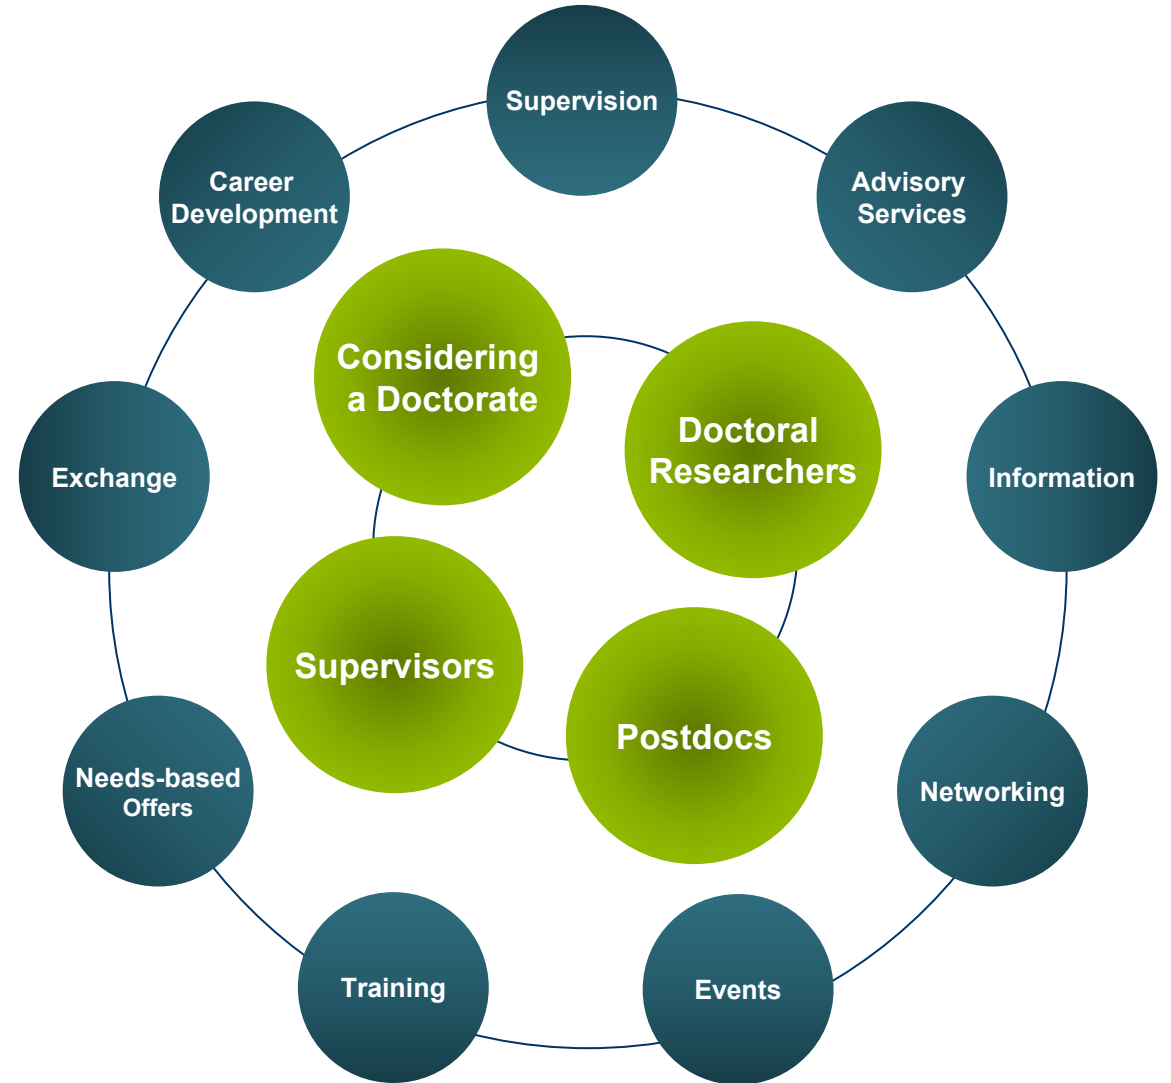 Supervision
Advisory
Services
Information
Networking
Events
Training
Needs-based
Offers
Exchange
Career
Development
Considering
a Doctorate
Doctoral
Researchers
Postdocs
Supervisors